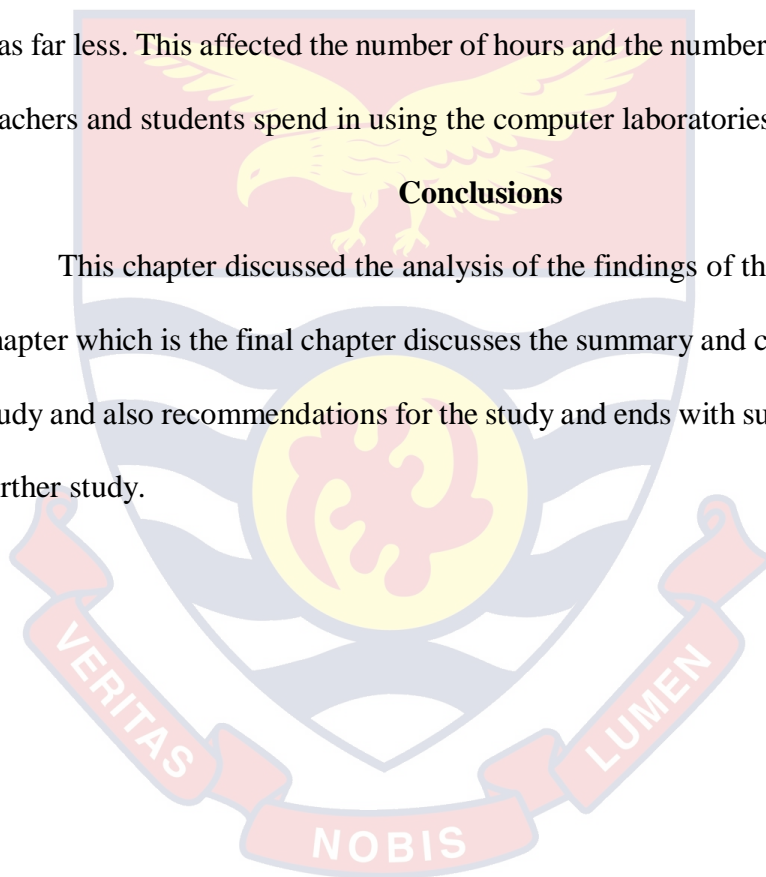 as far less. This affected the number of hours and the number
achers and students spend in using the computer laboratories
Conclusions
This chapter discussed the analysis of the findings of th
hapter which is the final chapter discusses the summary and c
udy and also recommendations for the study and ends with su
rther study.
VERITAS
NOBIS
LUMEN